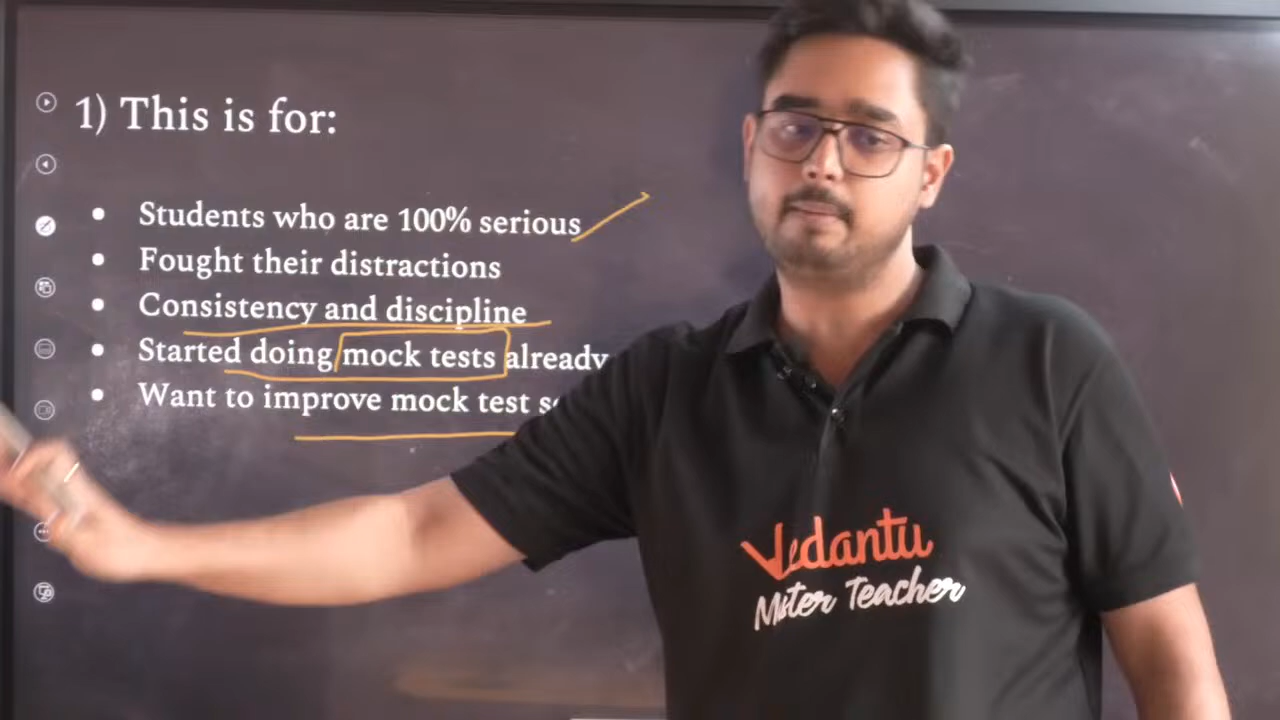 1) This is for:
• Students who are 100% serious
• Fought their distractions
• Consistency and discipline
• Started doing mock tests already
• Want to improve mock test
Vedantu
Master Teacher